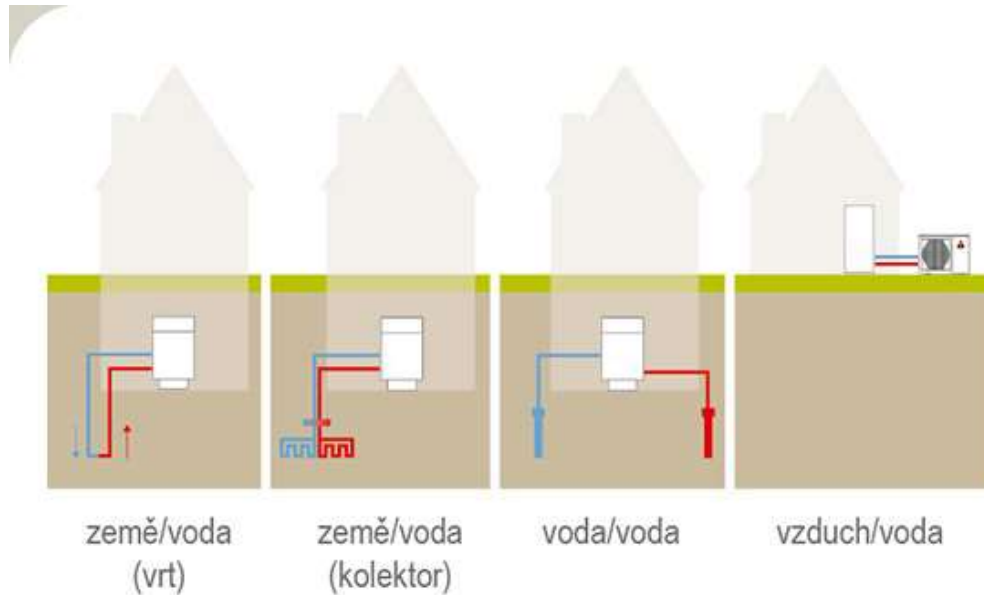 země/voda
(vrt)
země/voda
(kolektor)
voda/voda
vzduch/voda